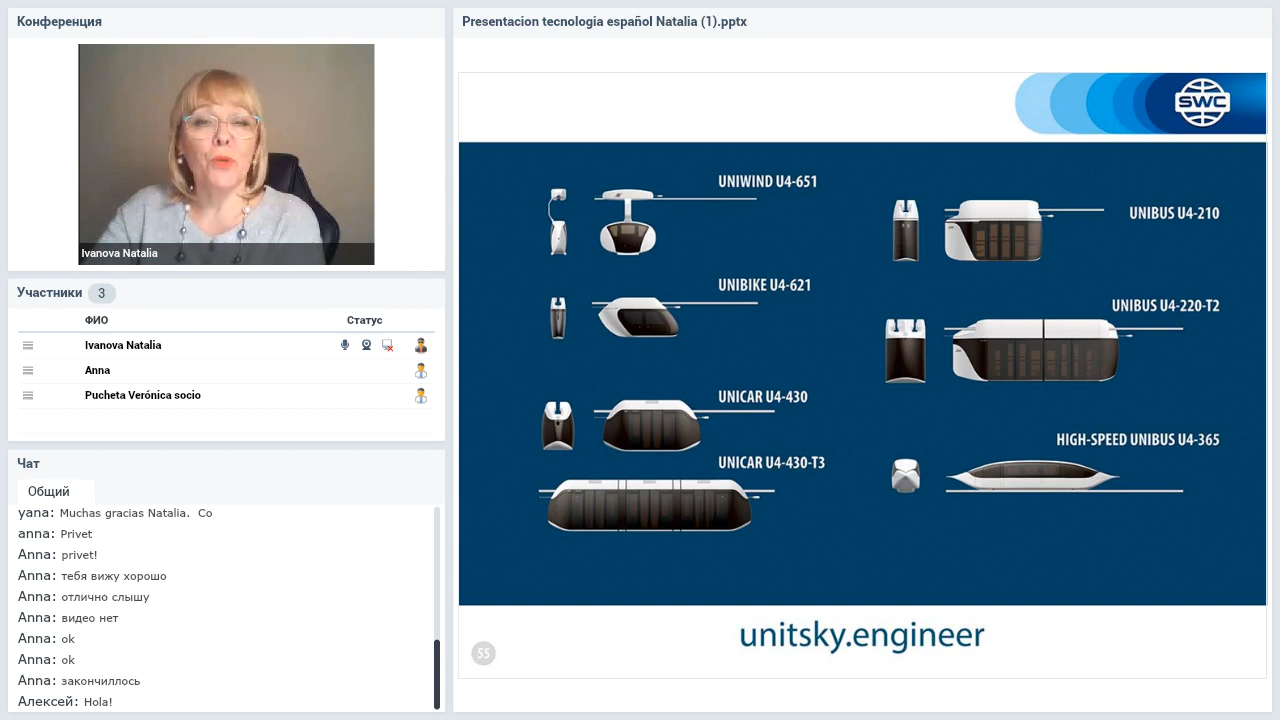 Конференция
Ivanova Natalia
Участники 3
ФИО Статус
Ivanova Natalia
Anna
Pucheta Verónica socio
Чат
Общий
yana: Muchas gracias Natalia. Co
anna: Privet
Anna: privet!
Anna: тебя вижу хорошо
Anna: отлично слышу
Anna: видео нет
Anna: ok
Anna: ok
Anna: закончиллось
Алексей: Hola!
Presentacion tecnologia español Natalia (1).pptx
SWC
UNIWIND U4-651
UNIBUS U4-210
UNIBIKE U4-621
UNIBUS U4-220-T2
UNICAR U4-430
HIGH-SPEED UNIBUS U4-365
UNICAR U4-430-T3
unitsky.engineer
55